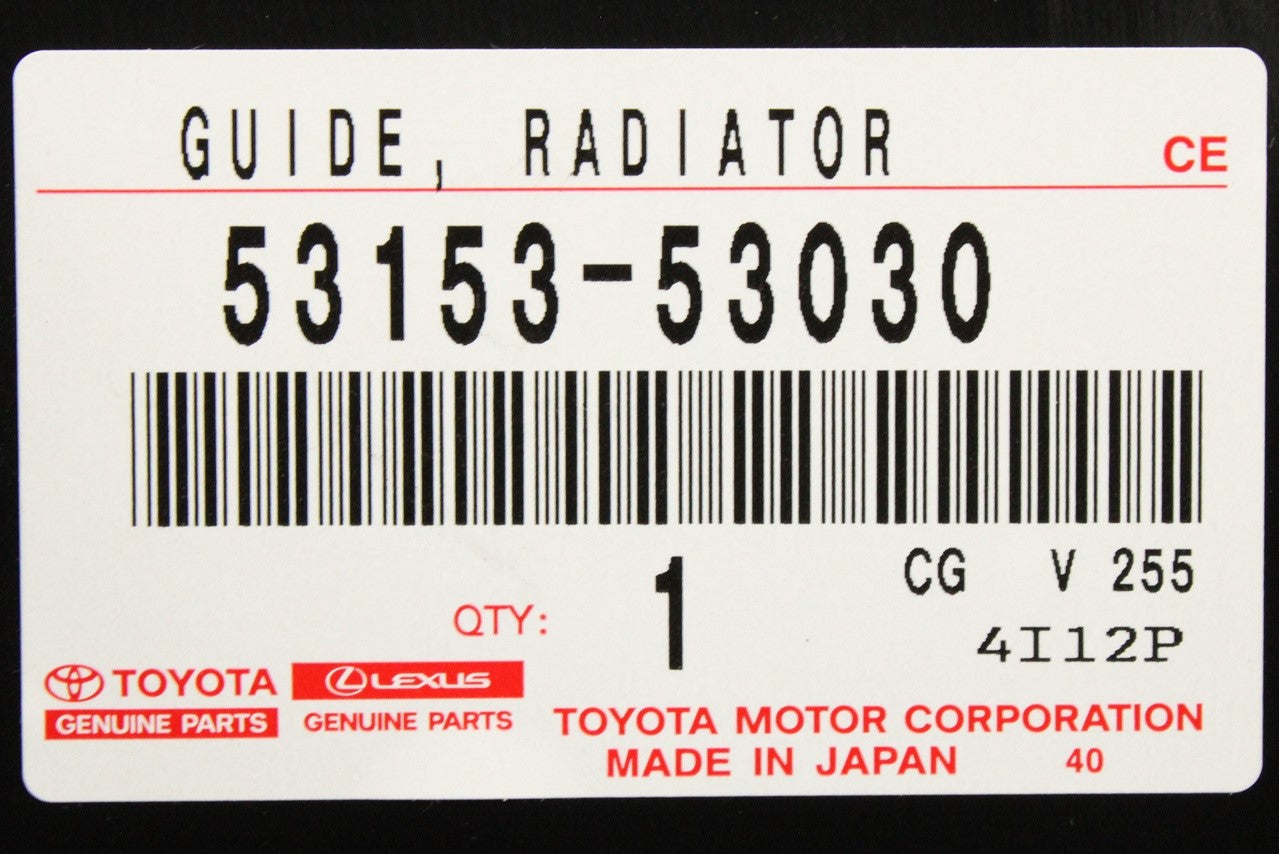 GUIDE, RADIATOR CE
53153-53030
QTY: 1 CG V 255
4I12P
TOYOTA LEXUS
GENUINE PARTS GENUINE PARTS
TOYOTA MOTOR CORPORATION
MADE IN JAPAN 40